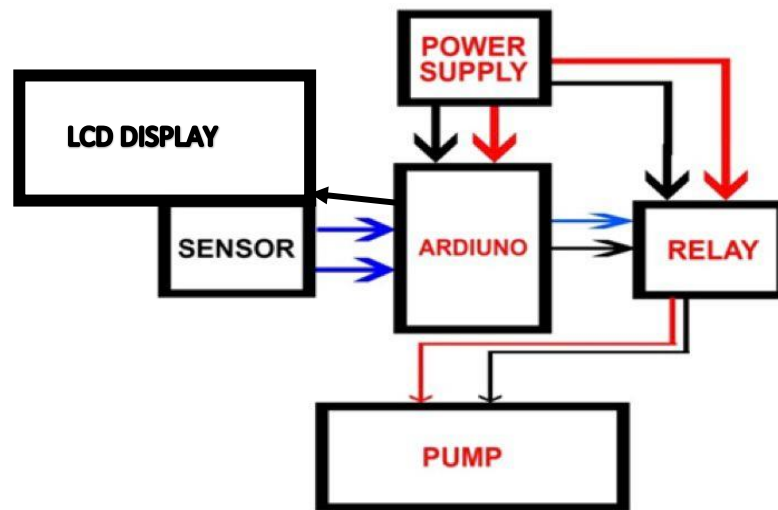 POWER
SUPPLY
LCD DISPLAY
SENSOR
ARDIUNO
RELAY
PUMP